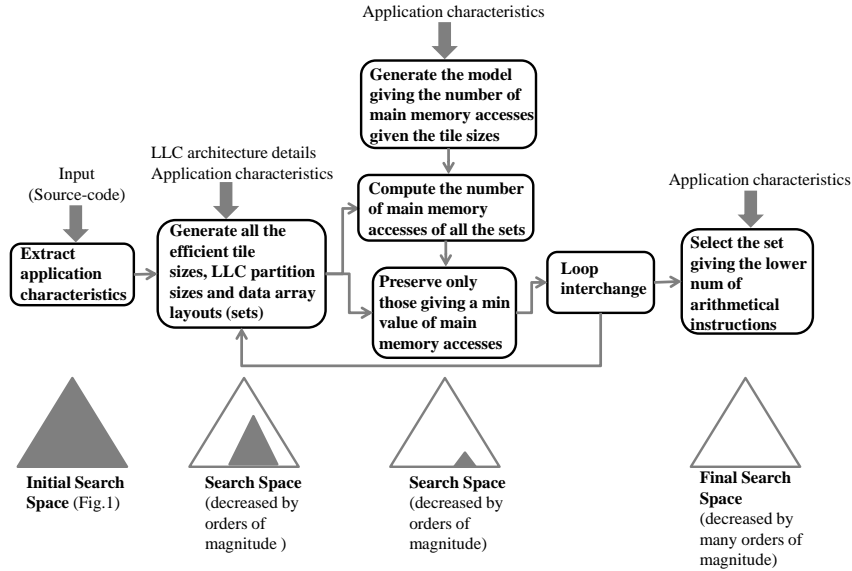 Application characteristics
Generate the model
giving the number of
main memory accesses
given the tile sizes
Input
(Source-code)
LLC architecture details
Application characteristics
Compute the number
of main memory
accesses of all the sets
Application characteristics
Extract
application
characteristics
Generate all the
efficient tile
sizes, LLC partition
sizes and data array
layouts (sets)
Preserve only
those giving a min
value of main
memory accesses
Loop
interchange
Select the set
giving the lower
num of
arithmetical
instructions
Initial Search
Space (Fig.1)
Search Space
(decreased by
orders of
magnitude )
Search Space
(decreased by
orders of
magnitude)
Final Search
Space
(decreased by
many orders of
magnitude)